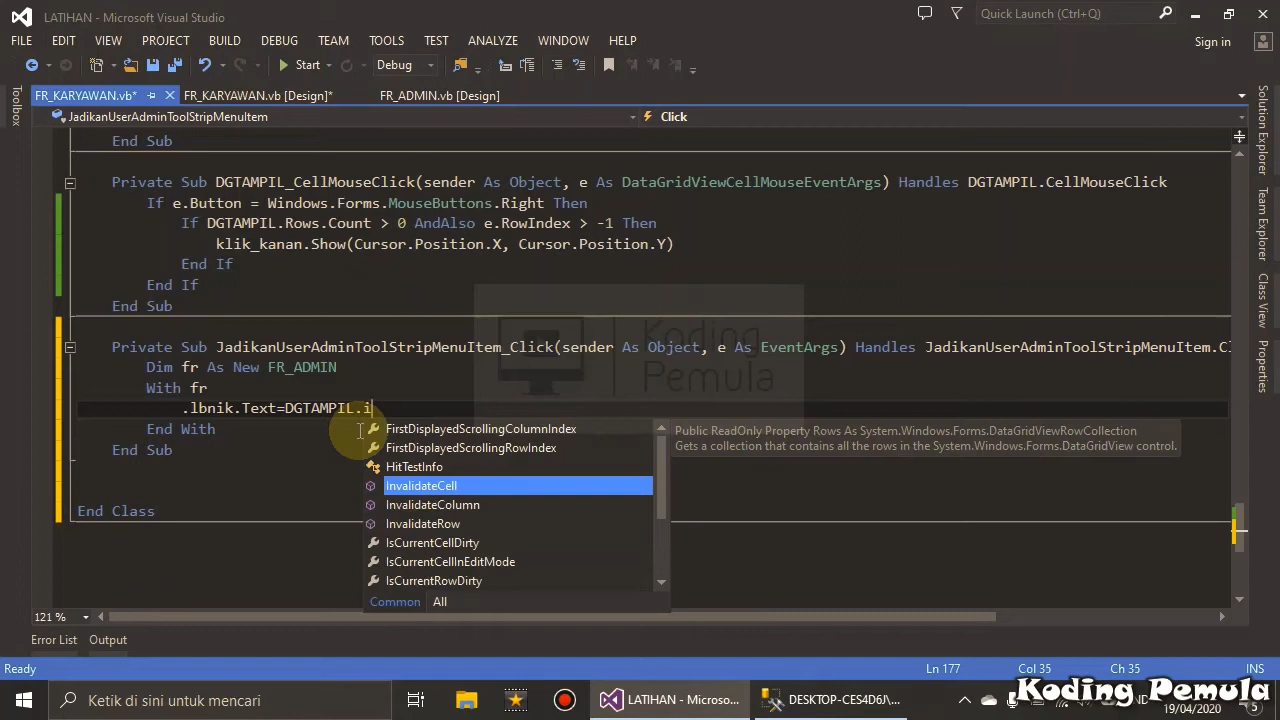 LATIHAN - Microsoft Visual Studio
Quick Launch (Ctrl+Q)
FILE EDIT VIEW PROJECT BUILD DEBUG TEAM TOOLS TEST ANALYZE WINDOW HELP
Sign in
Start Debug
FR_KARYAWAN.vb* FR_KARYAWAN.vb [Design]* FR_ADMIN.vb [Design]
JadikanUserAdminToolStripMenuItem Click
Toolbox
Solution Explorer
Team Explorer
Class View
Properties
End Sub
Private Sub DGTAMPIL_CellMouseClick(sender As Object, e As DataGridViewCellMouseEventArgs) Handles DGTAMPIL.CellMouseClick
If e.Button = Windows.Forms.MouseButtons.Right Then
If DGTAMPIL.Rows.Count > 0 AndAlso e.RowIndex > -1 Then
klik_kanan.Show(Cursor.Position.X, Cursor.Position.Y)
End If
End If
End Sub
Koding
Pemula
Private Sub JadikanUserAdminToolStripMenuItem_Click(sender As Object, e As EventArgs) Handles JadikanUserAdminToolStripMenuItem.Cl
Dim fr As New FR_ADMIN
With fr
.lbnik.Text=DGTAMPIL.i
End With
End Sub
End Class
FirstDisplayedScrollingColumnIndex
FirstDisplayedScrollingRowIndex
HitTestInfo
InvalidateCell
InvalidateColumn
InvalidateRow
IsCurrentCellDirty
IsCurrentCellInEditMode
IsCurrentRowDirty
Common All
Public ReadOnly Property Rows As System.Windows.Forms.DataGridViewRowCollection
Gets a collection that contains all the rows in the System.Windows.Forms.DataGridView control.
121 %
Error List Output
Ready Ln 177 Col 35 Ch 35 INS
Ketik di sini untuk mencari
LATIHAN - Microso...
DESKTOP-CES4D6J\...
Koding Pemula
19/04/2020
5